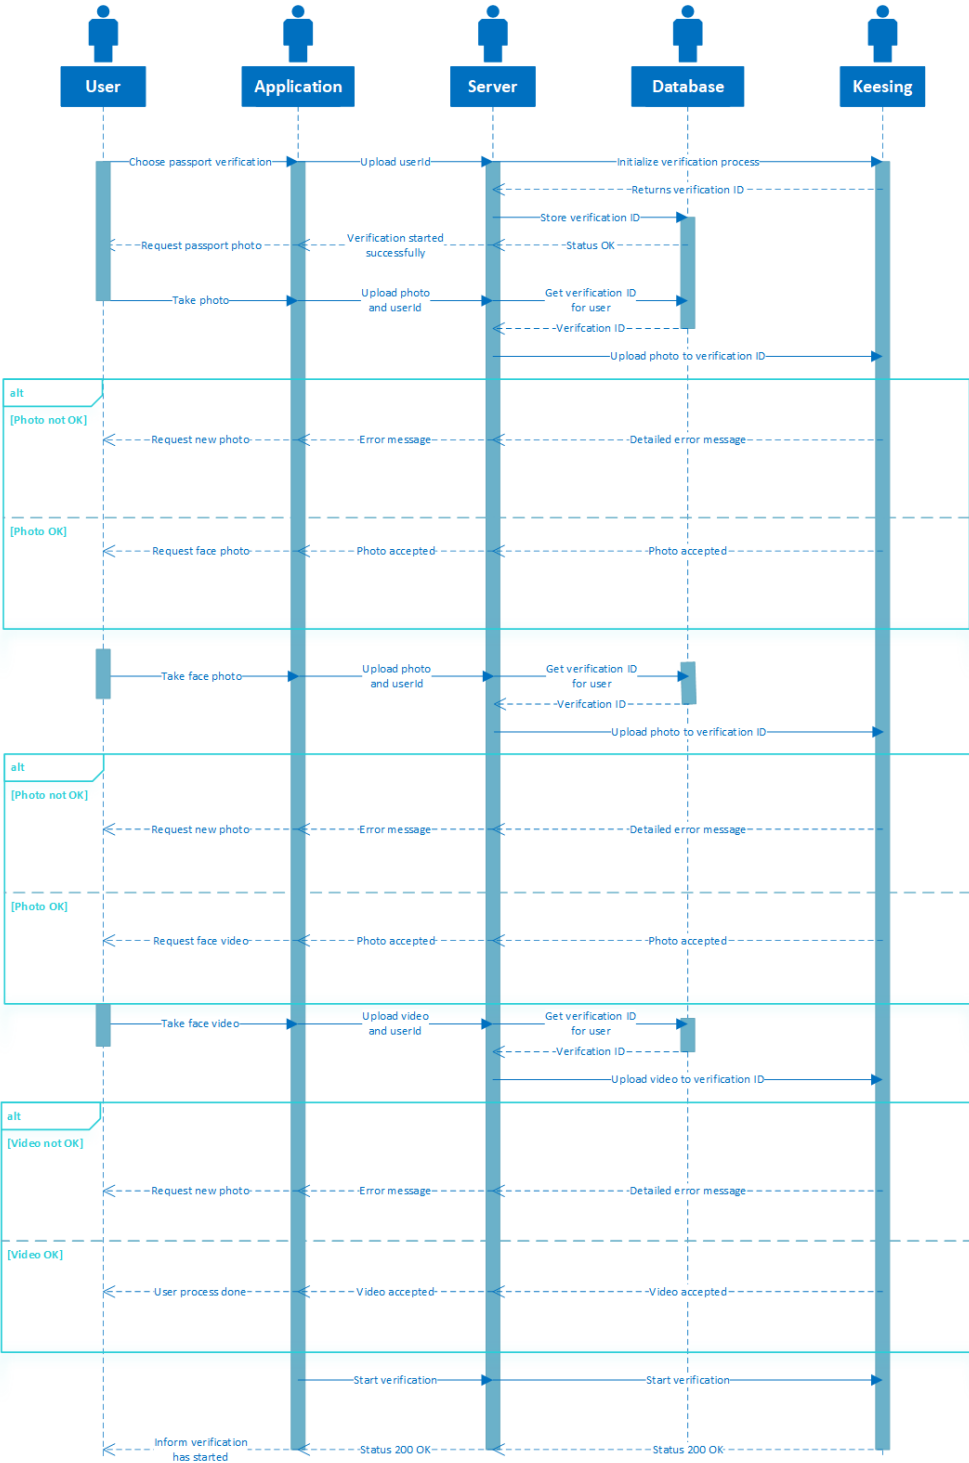 User
Application
Server
Database
Keesing
Choose passport verification
Upload userId
Initialize verification process
Returns verification ID
Store verification ID
Request passport photo
Verification started
successfully
Status OK
Take photo
Upload photo
and userId
Get verification ID
for user
Verifcation ID
Upload photo to verification ID
alt
[Photo not OK]
Request new photo
Error message
Detailed error message
[Photo OK]
Request face photo
Photo accepted
Photo accepted
Take face photo
Upload photo
and userId
Get verification ID
for user
Verifcation ID
Upload photo to verification ID
alt
[Photo not OK]
Request new photo
Error message
Detailed error message
[Photo OK]
Request face video
Photo accepted
Photo accepted
Take face video
Upload video
and userId
Get verification ID
for user
Verifcation ID
Upload video to verification ID
alt
[Video not OK]
Request new photo
Error message
Detailed error message
[Video OK]
User process done
Video accepted
Video accepted
Start verification
Start verification
Inform verification
has started
Status 200 OK
Status 200 OK